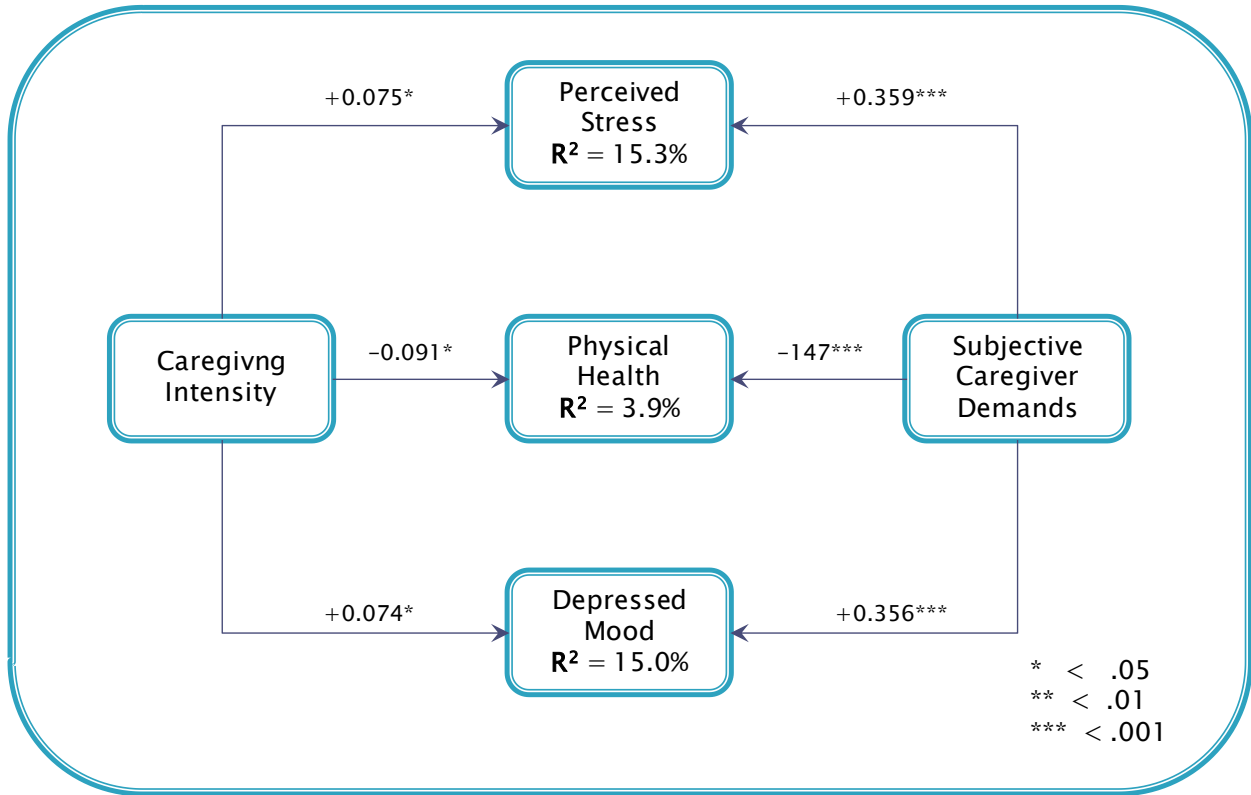 +0.075*
Perceived
Stress
R² = 15.3%
+0.359***
Caregivng
Intensity
−0.091*
Physical
Health
R² = 3.9%
−147***
Subjective
Caregiver
Demands
+0.074*
Depressed
Mood
R² = 15.0%
+0.356***
* < .05
** < .01
*** < .001